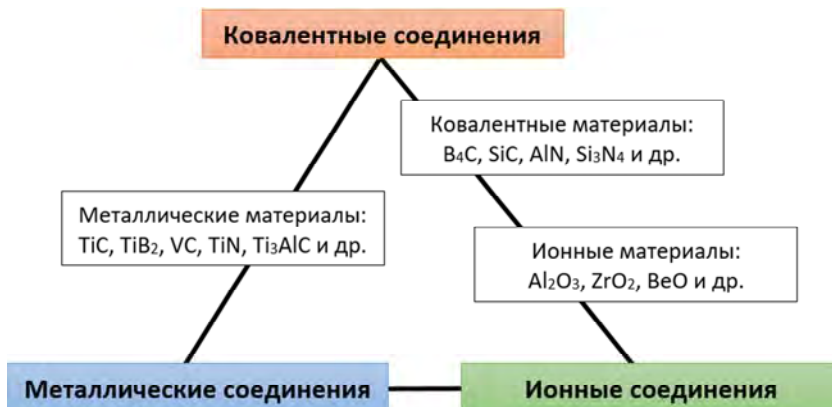 Ковалентные соединения
Ковалентные материалы:
B₄C, SiC, AlN, Si₃N₄ и др.
Металлические материалы:
TiC, TiB₂, VC, TiN, Ti₃AlC и др.
Ионные материалы:
Al₂O₃, ZrO₂, BeO и др.
Металлические соединения
Ионные соединения